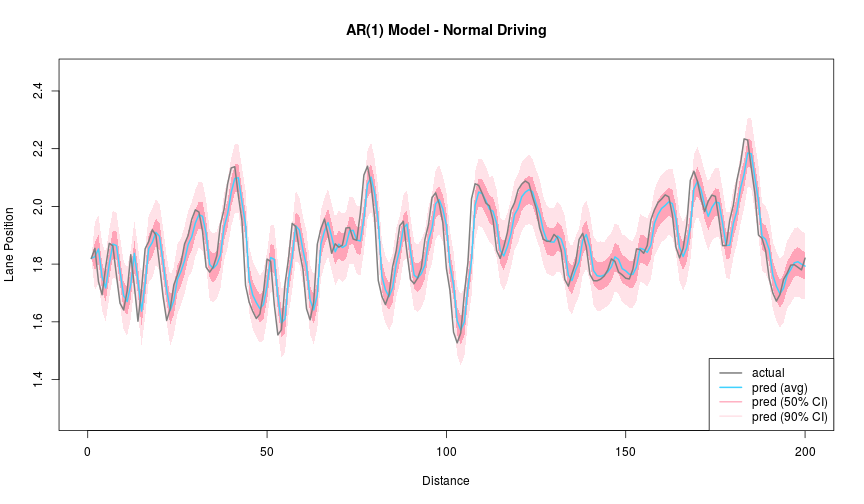 AR(1) Model - Normal Driving
Lane Position
2.4
2.2
2.0
1.8
1.6
1.4
0
50
100
150
200
Distance
actual
pred (avg)
pred (50% CI)
pred (90% CI)